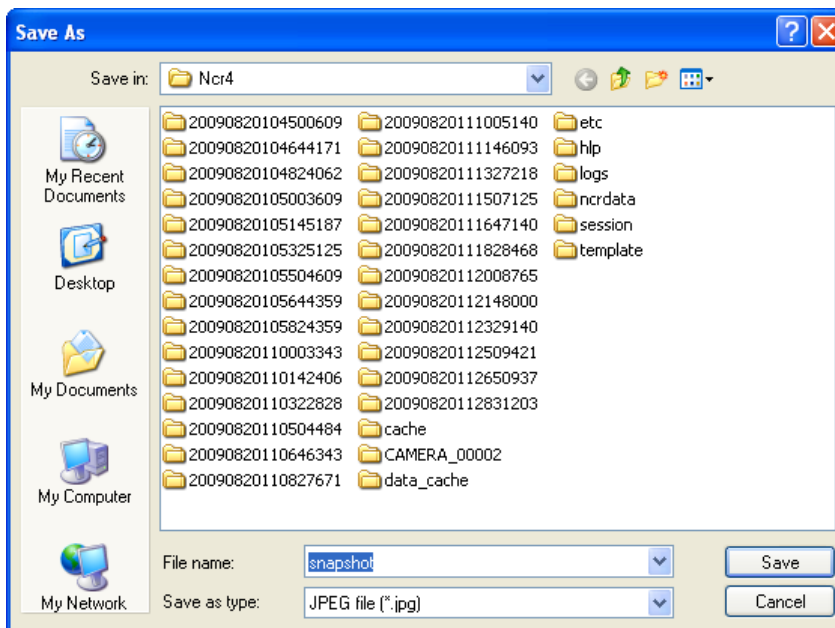 Save As
Save in:
Ncr4
My Recent
Documents
Desktop
My Documents
My Computer
My Network
20090820104500609
20090820104644171
20090820104824062
20090820105003609
20090820105145187
20090820105325125
20090820105504609
20090820105644359
20090820105824359
20090820110003343
20090820110142406
20090820110322828
20090820110504484
20090820110646343
20090820110827671
20090820111005140
20090820111146093
20090820111327218
20090820111507125
20090820111647140
20090820111828468
20090820112008765
20090820112148000
20090820112329140
20090820112509421
20090820112650937
20090820112831203
cache
CAMERA_00002
data_cache
etc
hlp
logs
ncrdata
session
template
File name:
snapshot
Save
Save as type:
JPEG file (*.jpg)
Cancel